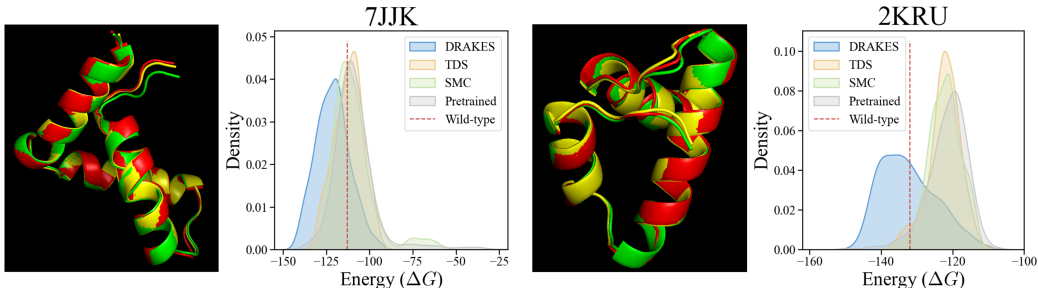 7JJK
0.05
0.04
0.03
0.02
0.01
0.00
Density
DRAKES
TDS
SMC
Pretrained
Wild-type
−150 −125 −100 −75 −50 −25
Energy (ΔG)
2KRU
0.10
0.08
0.06
0.04
0.02
0.00
Density
DRAKES
TDS
SMC
Pretrained
Wild-type
−160 −140 −120 −100
Energy (ΔG)